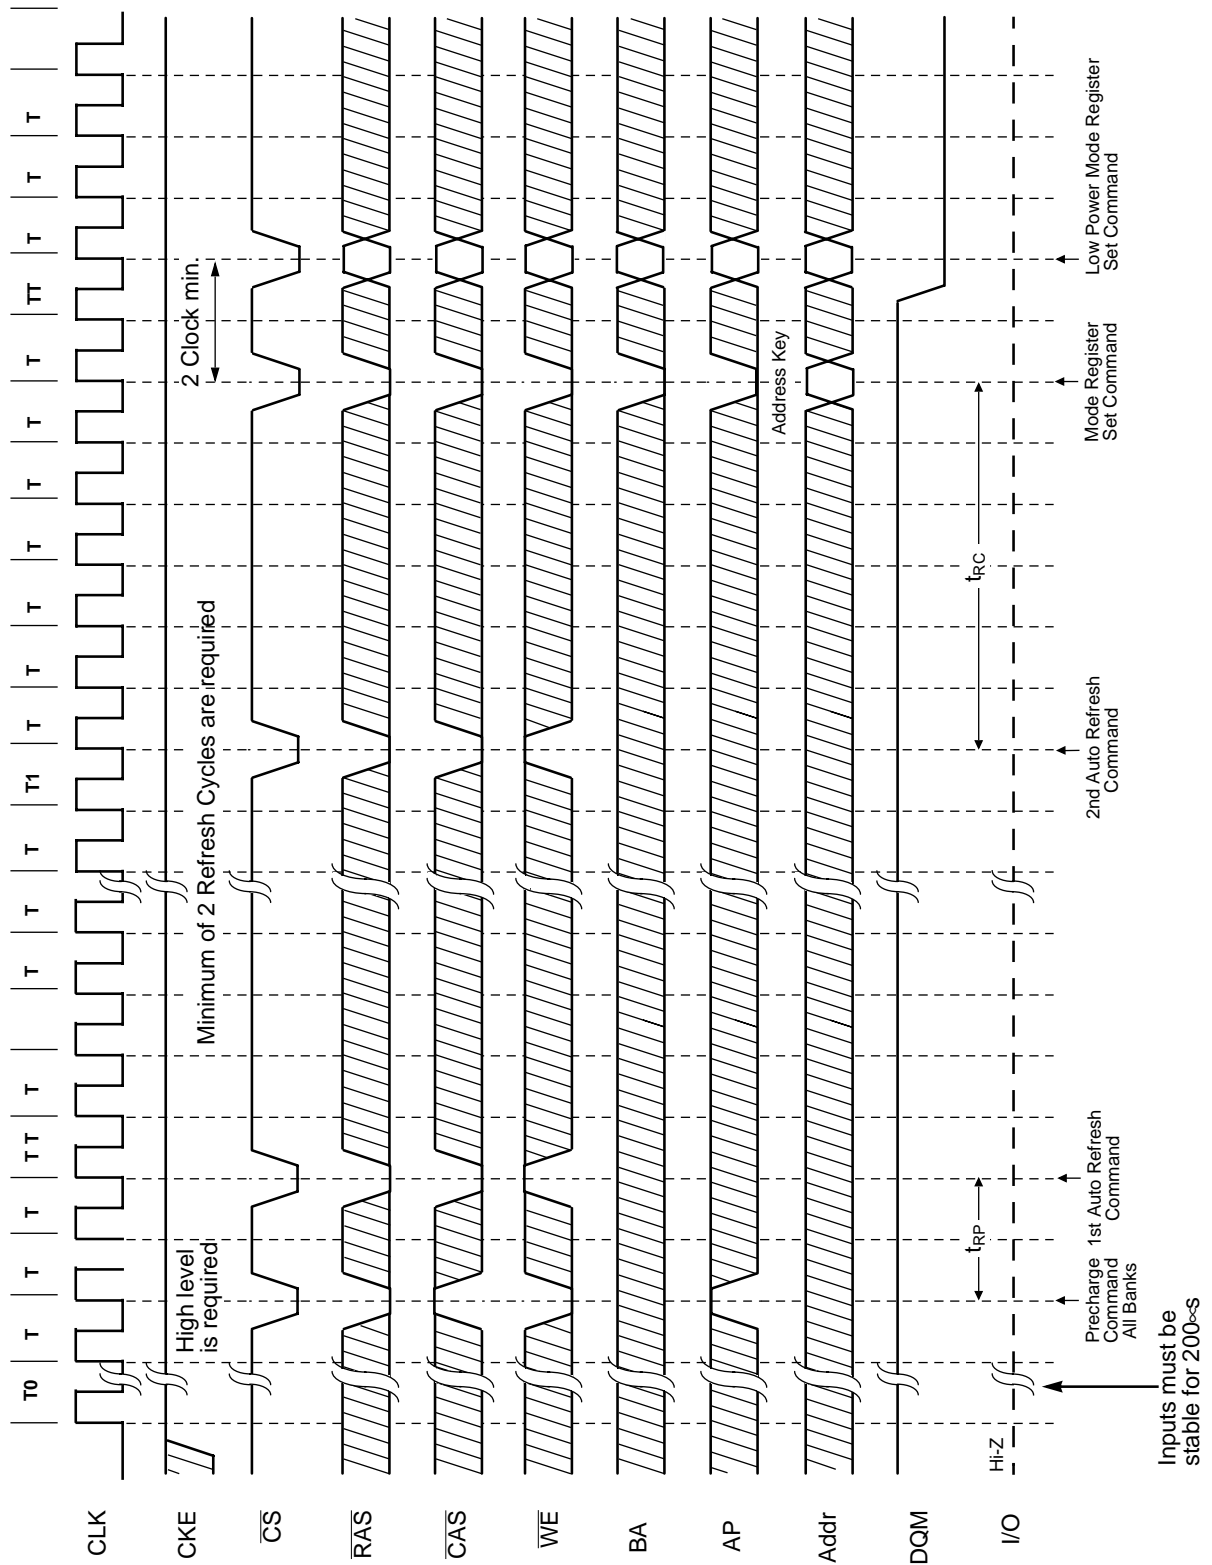 T0 T T T T T T T T T T1 T T T T T T TT T T T
CLK
CKE
High level
is required
Minimum of 2 Refresh Cycles are required
2 Clock min.
CS
RAS
CAS
WE
BA
AP
Address Key
Addr
DQM
tRP
tRC
Hi-Z
I/O
Precharge
Command
All Banks
1st Auto Refresh
Command
2nd Auto Refresh
Command
Mode Register
Set Command
Low Power Mode Register
Set Command
Inputs must be
stable for 200∝s